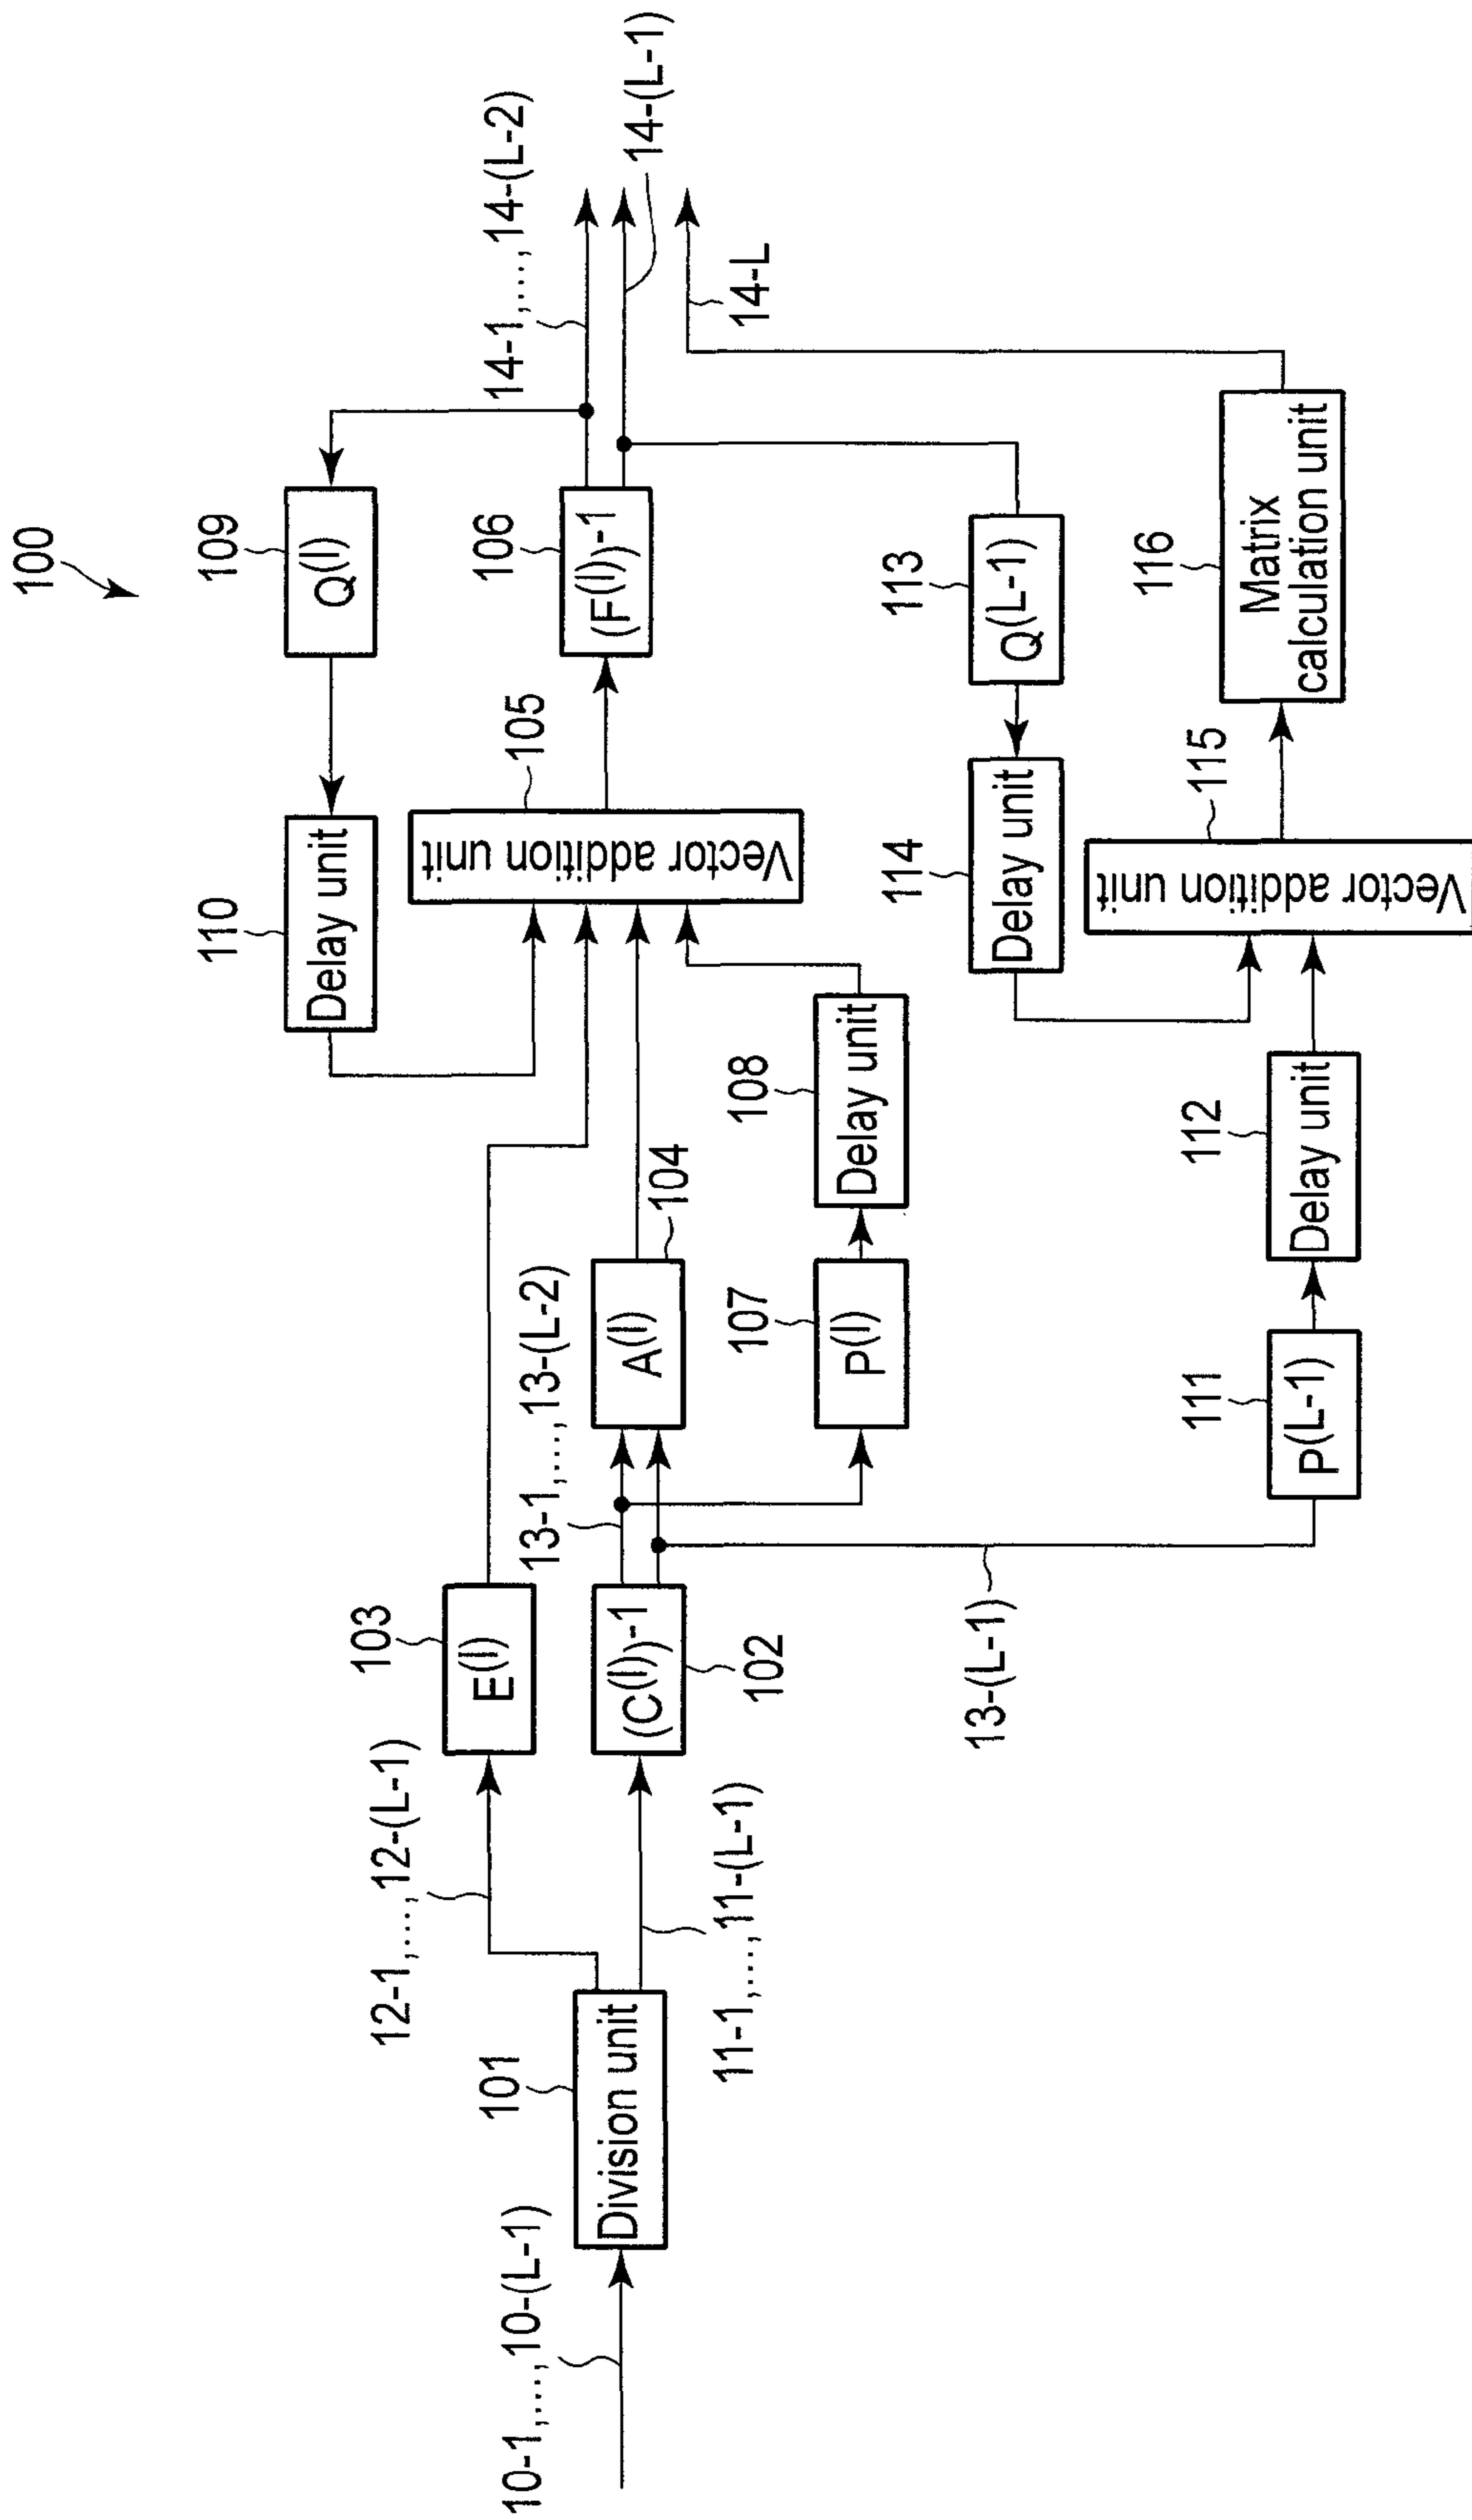 100
10-1,...,10-(L-1)
101
Division unit
12-1,...,12-(L-1)
11-1,...,11-(L-1)
103
E(l)
(C(l))-1
102
13-1,...,13-(L-2)
13-(L-1)
A(l)
104
107
P(l)
108
Delay unit
111
P(L-1)
112
Delay unit
110
Delay unit
109
Q(l)
105
Vector addition unit
106
(F(l))-1
14-1,...,14-(L-2)
14-(L-1)
14-L
113
Q(L-1)
114
Delay unit
115
Vector addition unit
116
Matrix
calculation unit